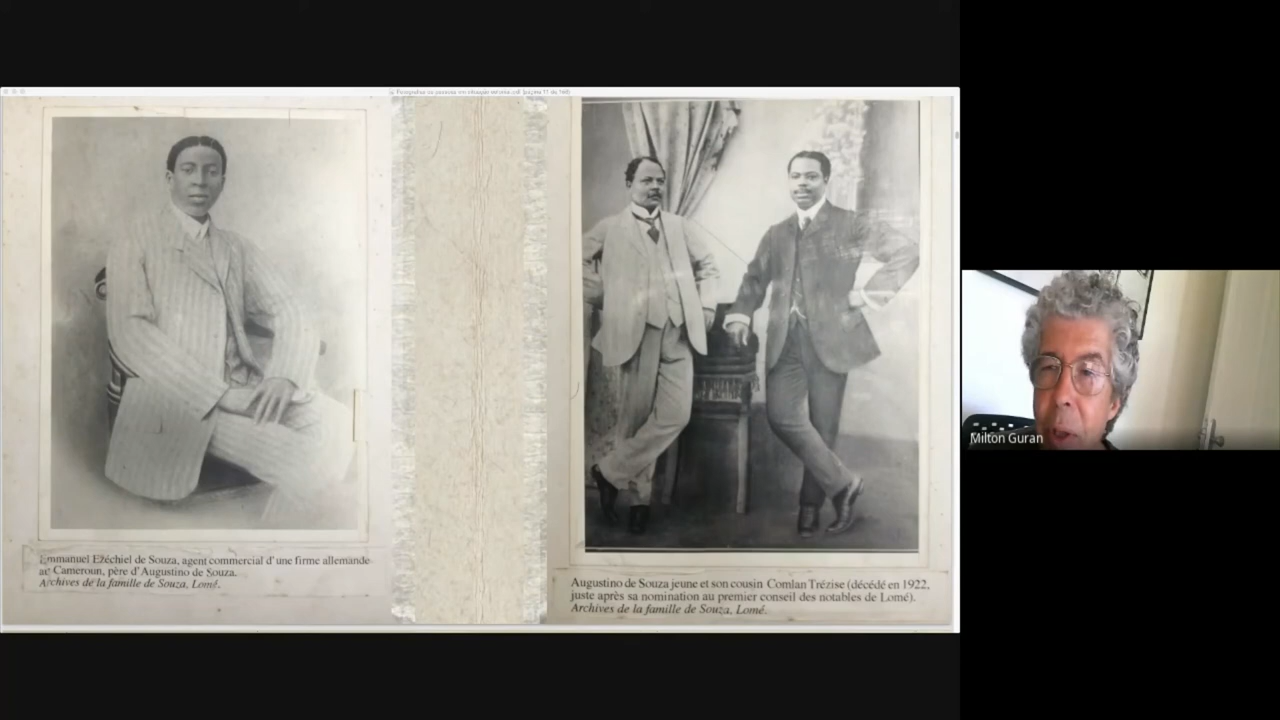 Emmanuel Ezéchiel de Souza, agent commercial d'une firme allemande
au Cameroun, père d'Augustino de Souza.
Archives de la famille de Souza, Lomé.
Augustino de Souza jeune et son cousin Comlan Trézise (décédé en 1922,
juste après sa nomination au premier conseil des notables de Lomé).
Archives de la famille de Souza, Lomé.
Milton Guran